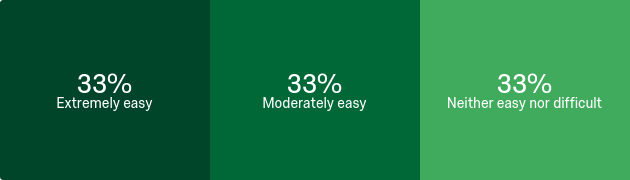 33%
Extremely easy
33%
Moderately easy
33%
Neither easy nor difficult